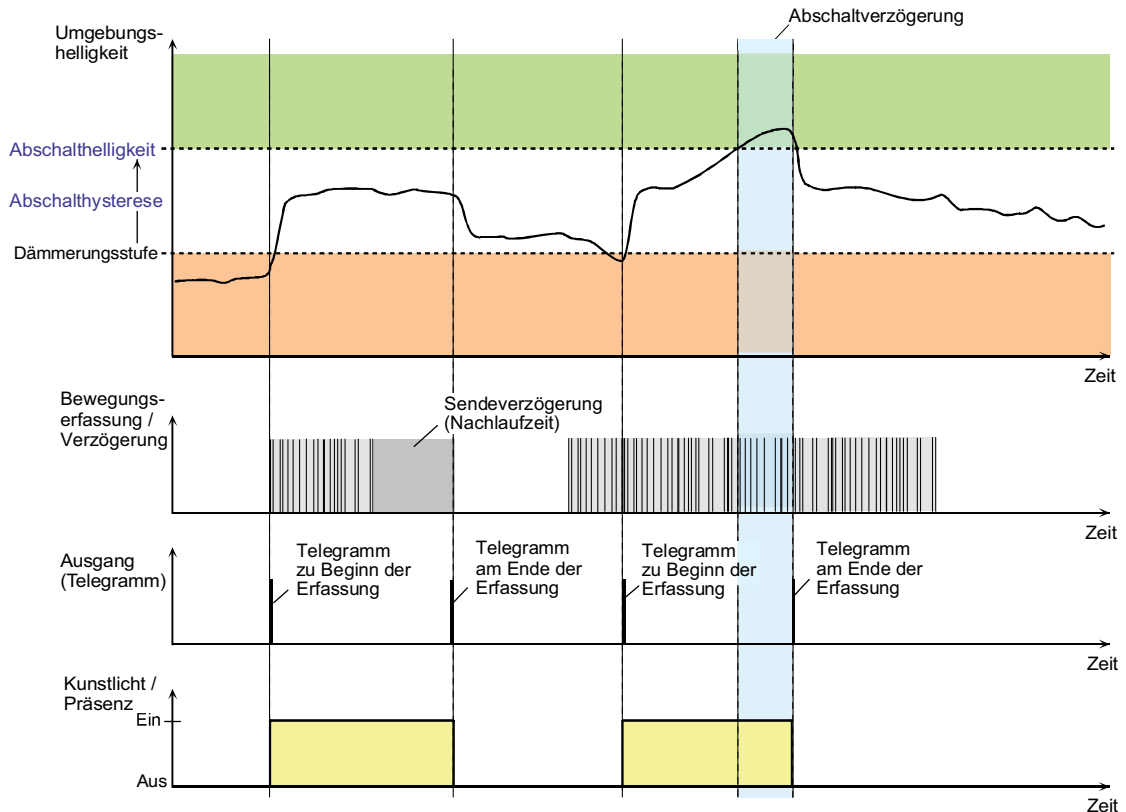 Abschaltverzögerung
Umgebungs-
helligkeit
Abschalthelligkeit
Abschalthysterese
Dämmerungsstufe
Zeit
Bewegungs-
erfassung /
Verzögerung
Sendeverzögerung
(Nachlaufzeit)
Zeit
Ausgang
(Telegramm)
Telegramm
zu Beginn der
Erfassung
Telegramm
am Ende der
Erfassung
Telegramm
zu Beginn der
Erfassung
Telegramm
am Ende der
Erfassung
Zeit
Kunstlicht /
Präsenz
Ein
Aus
Zeit